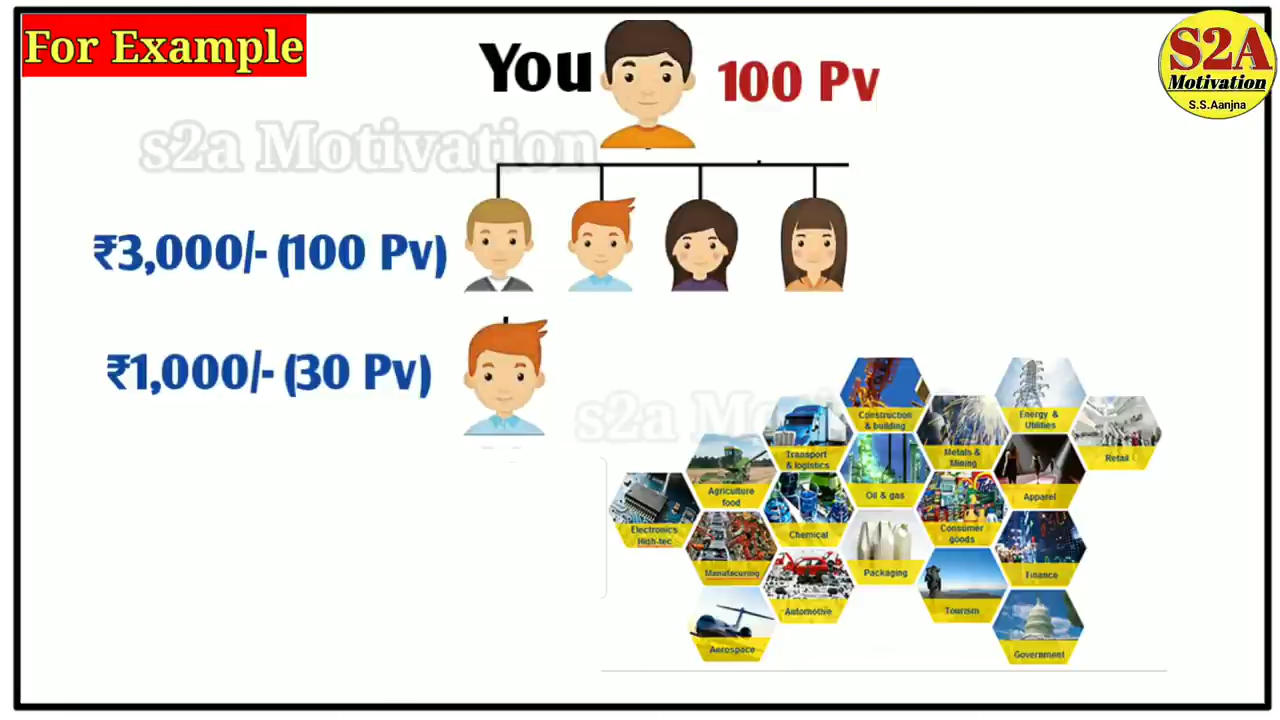 For Example
You
100 Pv
S2A
Motivation
S.S.Aanjna
s2a Motivation
₹3,000/- (100 Pv)
₹1,000/- (30 Pv)
s2a
Construction
& building
Energy &
Utilities
Transport
& logistics
Metals &
Mining
Retail
Agriculture
food
Oil & gas
Apparel
Electronics
High-tec
Chemical
Consumer
goods
Manufacuring
Packaging
Finance
Automotive
Tourism
Aerospace
Government